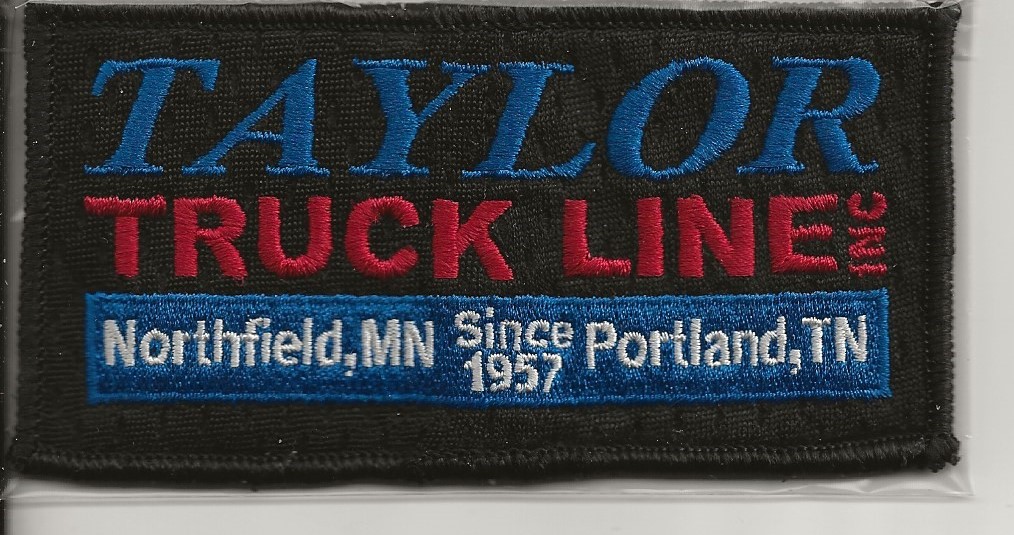 TAYLOR
TRUCK LINE INC
Northfield,MN Since 1957 Portland,TN